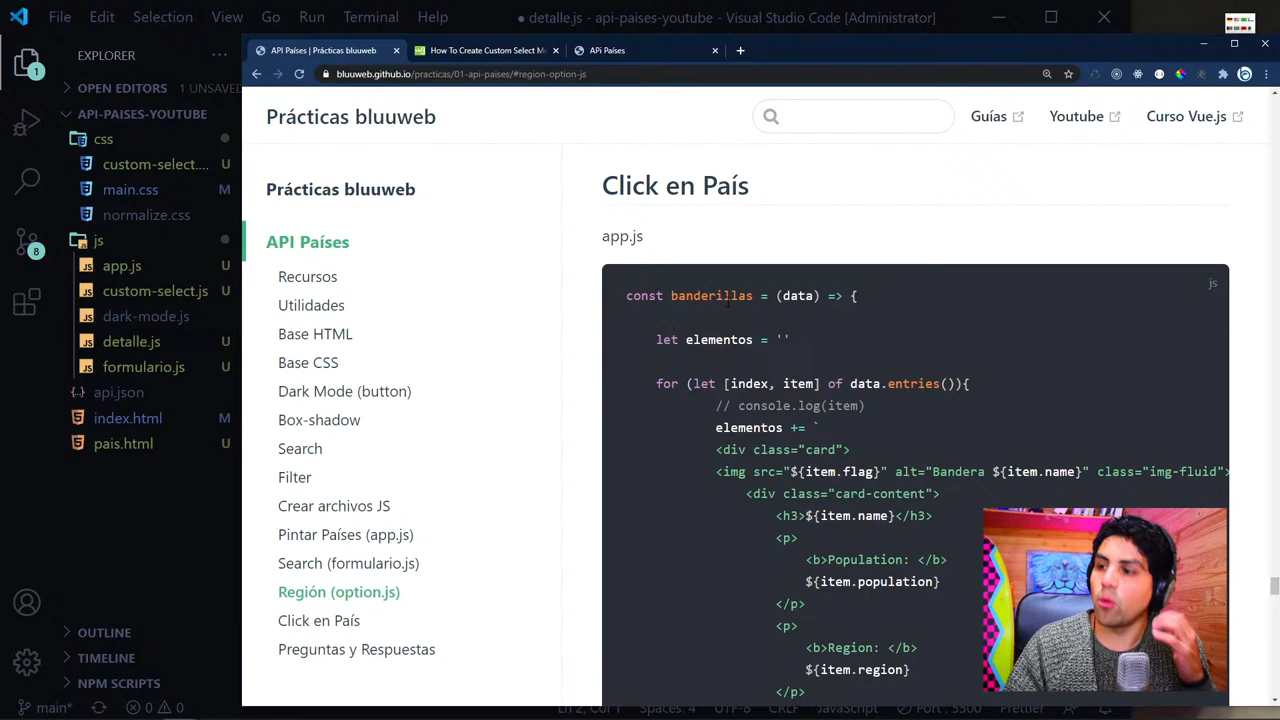 File Edit Selection View Go Run Terminal Help
● detalle.js - api-paises-youtube - Visual Studio Code [Administrator]
EXPLORER
1
OPEN EDITORS 1 UNSAVED
API-PAISES-YOUTUBE
css
custom-select.... U
main.css M
normalize.css
js
app.js U
custom-select.js U
dark-mode.js
detalle.js U
formulario.js U
api.json
index.html M
pais.html U
8
OUTLINE
TIMELINE
NPM SCRIPTS
main* 0 0
API Países | Prácticas bluuweb
How To Create Custom Select M
APi Países
bluuweb.github.io/practicas/01-api-paises/#region-option-js
Prácticas bluuweb
Guías
Youtube
Curso Vue.js
Prácticas bluuweb
API Países
Recursos
Utilidades
Base HTML
Base CSS
Dark Mode (button)
Box-shadow
Search
Filter
Crear archivos JS
Pintar Países (app.js)
Search (formulario.js)
Región (option.js)
Click en País
Preguntas y Respuestas
Click en País
app.js
js
const banderillas = (data) => {
let elementos = ''
for (let [index, item] of data.entries()){
// console.log(item)
elementos += `
<div class="card">
<img src="${item.flag}" alt="Bandera ${item.name}" class="img-fluid">
<div class="card-content">
<h3>${item.name}</h3>
<p>
<b>Population: </b>
${item.population}
</p>
<p>
<b>Region: </b>
${item.region}
</p>